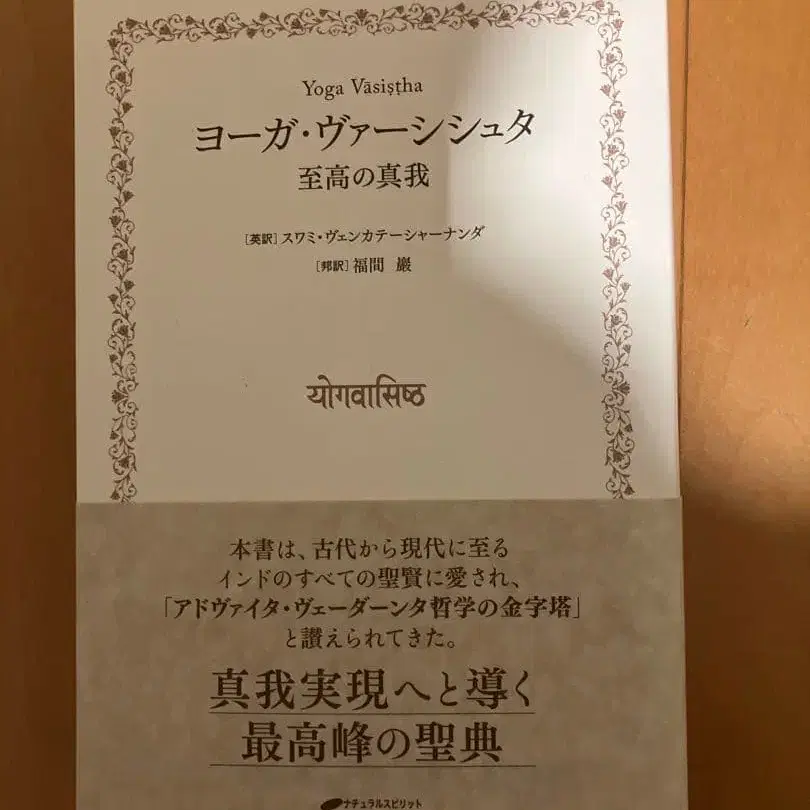 Yoga Vāsiṣṭha
ヨーガ・ヴァーシシュタ
至高の真我
［英訳］スワミ・ヴェンカテーシャーナンダ
［邦訳］福間 巖
योगवासिष्ठ
本書は、古代から現代に至る
インドのすべての聖賢に愛され、
「アドヴァイタ・ヴェーダーンタ哲学の金字塔」
と讃えられてきた。
真我実現へと導く
最高峰の聖典
ナチュラルスピリット